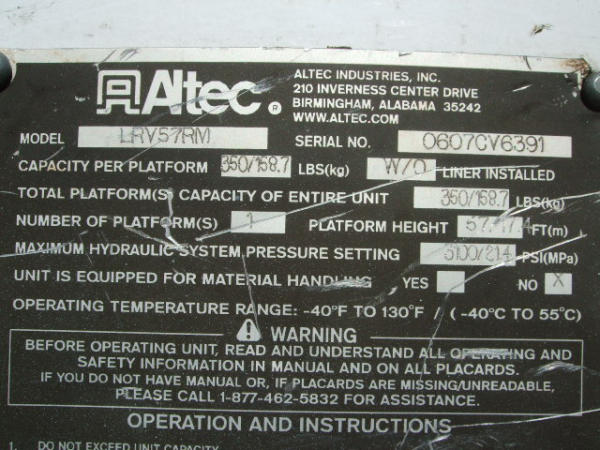 Altec®
ALTEC INDUSTRIES, INC.
210 INVERNESS CENTER DRIVE
BIRMINGHAM, ALABAMA 35242
WWW.ALTEC.COM
MODEL LRV57RM SERIAL NO. 0607CV6391
CAPACITY PER PLATFORM 350/158.7 LBS(kg) W/O LINER INSTALLED
TOTAL PLATFORM(S) CAPACITY OF ENTIRE UNIT 350/158.7 LBS(kg)
NUMBER OF PLATFORM(S) 1 PLATFORM HEIGHT FT(m)
MAXIMUM HYDRAULIC SYSTEM PRESSURE SETTING 3100/21.4 PSI(MPa)
UNIT IS EQUIPPED FOR MATERIAL HANDLING YES NO X
OPERATING TEMPERATURE RANGE: -40°F TO 130°F / (-40°C TO 55°C)
WARNING
BEFORE OPERATING UNIT, READ AND UNDERSTAND ALL OPERATING AND
SAFETY INFORMATION IN MANUAL AND ON ALL PLACARDS.
IF YOU DO NOT HAVE MANUAL OR, IF PLACARDS ARE MISSING/UNREADABLE,
PLEASE CALL 1-877-462-5832 FOR ASSISTANCE.
OPERATION AND INSTRUCTIONS
1. DO NOT EXCEED UNIT CAPACITY